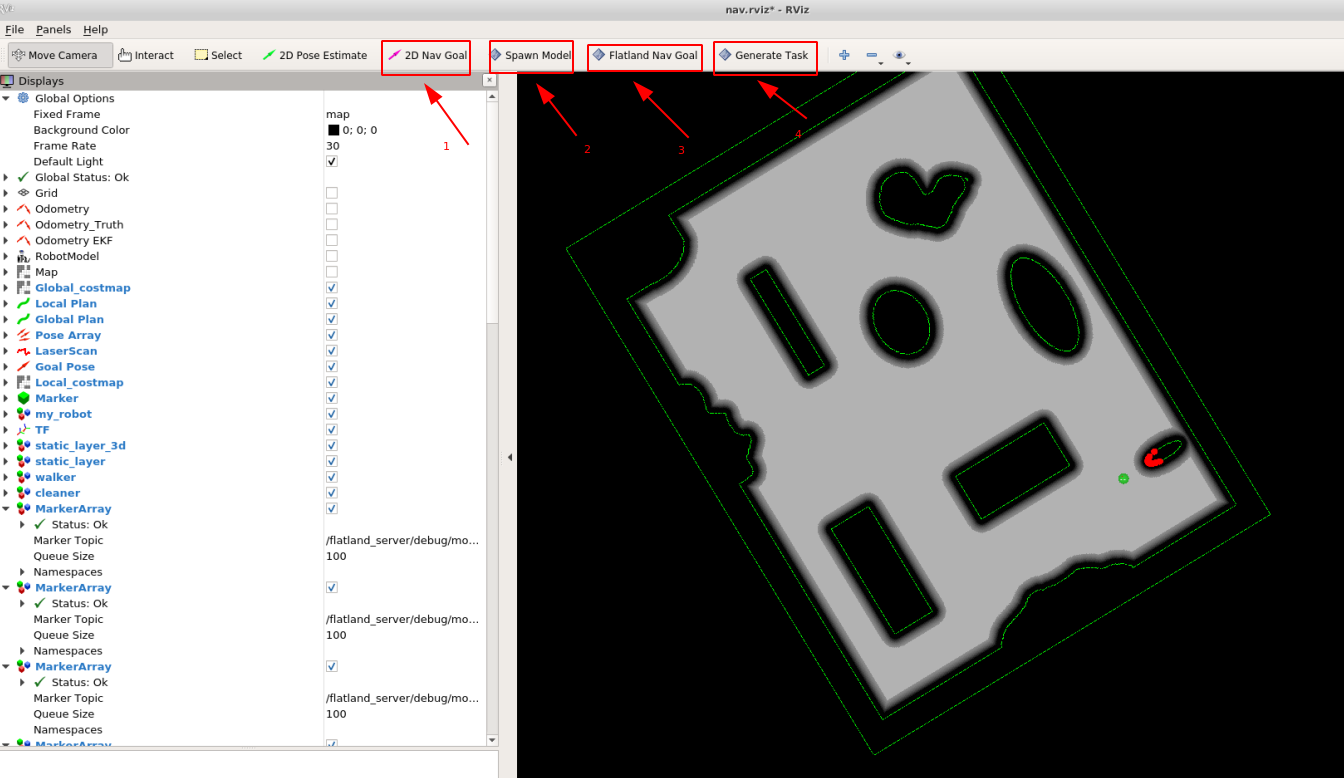 nav.rviz* - RViz
File Panels Help
Move Camera Interact Select 2D Pose Estimate 2D Nav Goal Spawn Model Flatland Nav Goal Generate Task
Displays
Global Options
Fixed Frame map
Background Color 0; 0; 0
Frame Rate 30
Default Light
Global Status: Ok
Grid
Odometry
Odometry_Truth
Odometry EKF
RobotModel
Map
Global_costmap
Local Plan
Global Plan
Pose Array
LaserScan
Goal Pose
Local_costmap
Marker
my_robot
TF
static_layer_3d
static_layer
walker
cleaner
MarkerArray
Status: Ok
Marker Topic /flatland_server/debug/mo...
Queue Size 100
Namespaces
MarkerArray
Status: Ok
Marker Topic /flatland_server/debug/mo...
Queue Size 100
Namespaces
MarkerArray
Status: Ok
Marker Topic /flatland_server/debug/mo...
Queue Size 100
Namespaces
MarkerArray
1
2
3
4